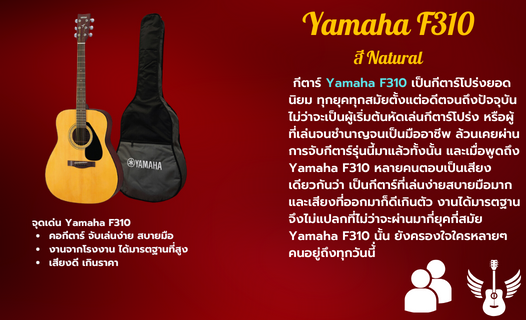 Yamaha F310
สี Natural
กีตาร์ Yamaha F310 เป็นกีตาร์โปร่งยอด
นิยม ทุกยุคทุกสมัยตั้งแต่อดีตจนถึงปัจจุบัน
ไม่ว่าจะเป็นผู้เริ่มต้นหัดเล่นกีตาร์โปร่ง หรือผู้
ที่เล่นจนชำนาญจนเป็นมืออาชีพ ล้วนเคยผ่าน
การจับกีตาร์รุ่นนี้มาแล้วทั้งนั้น และเมื่อพูดถึง
Yamaha F310 หลายคนตอบเป็นเสียง
เดียวกันว่า เป็นกีตาร์ที่เล่นง่ายสบายมือมาก
และเสียงที่ออกมาก็ดีเกินตัว งานได้มารตฐาน
จึงไม่แปลกที่ไม่ว่าจะผ่านมากี่ยุคกี่สมัย
Yamaha F310 นั้น ยังครองใจใครหลายๆ
คนอยู่ถึงทุกวันนี้
YAMAHA
จุดเด่น Yamaha F310
• คอกีตาร์ จับเล่นง่าย สบายมือ
• งานจากโรงงาน ได้มารตฐานที่สูง
• เสียงดี เกินราคา